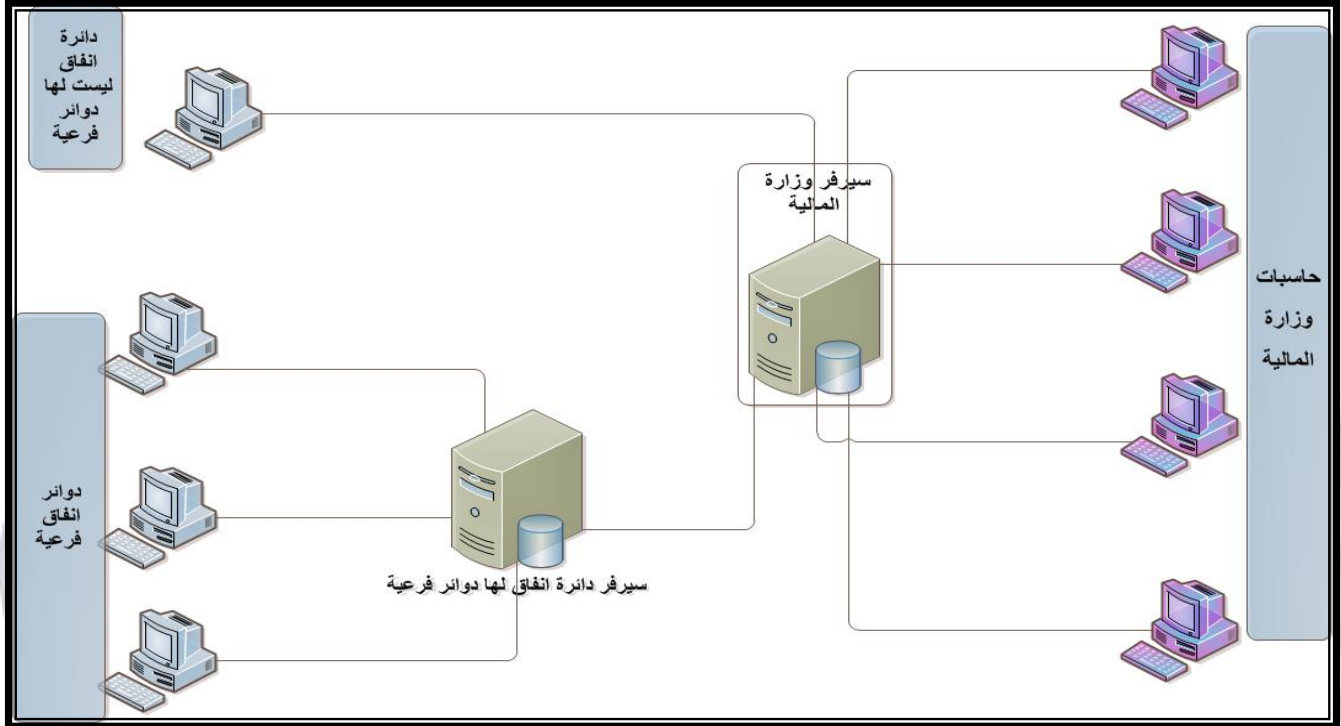 دائرة
انفاق
ليست لها
دوائر
فرعية
سيرفر وزارة
المالية
حاسبات
وزارة
المالية
دوائر
انفاق
فرعية
سيرفر دائرة انفاق لها دوائر فرعية